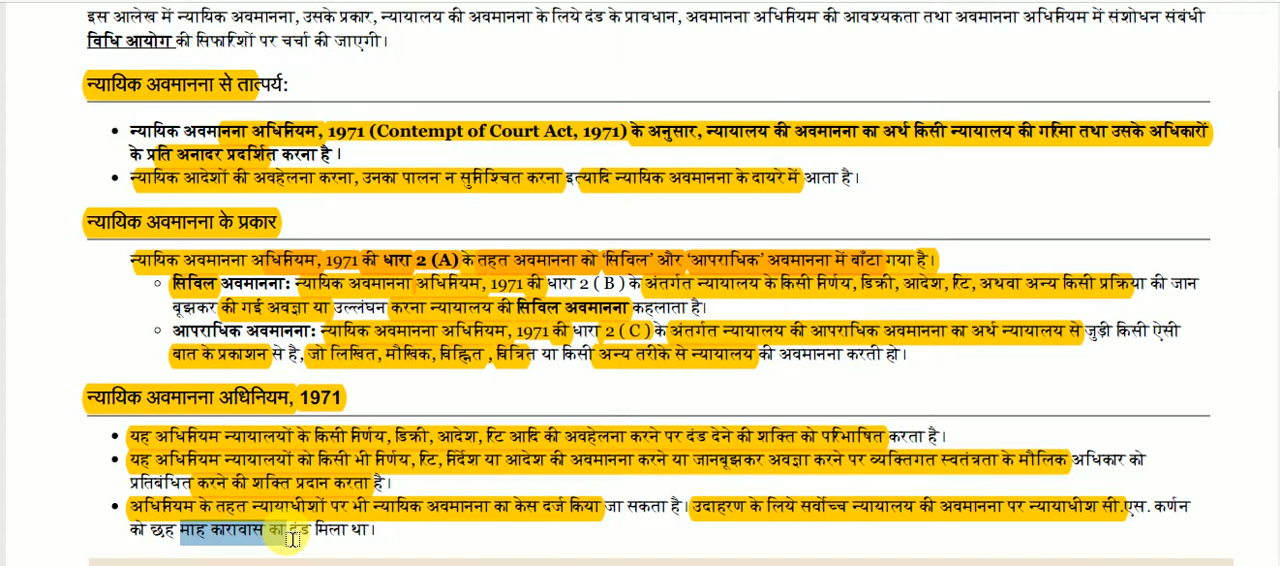 इस आलेख में न्यायिक अवमानना, उसके प्रकार, न्यायालय की अवमानना के लिये दंड के प्रावधान, अवमानना अधिनियम की आवश्यकता तथा अवमानना अधिनियम में संशोधन संबंधी
विधि आयोग की सिफारिशों पर चर्चा की जाएगी।
न्यायिक अवमानना से तात्पर्य:
• न्यायिक अवमानना अधिनियम, 1971 (Contempt of Court Act, 1971) के अनुसार, न्यायालय की अवमानना का अर्थ किसी न्यायालय की गरिमा तथा उसके अधिकारों
के प्रति अनादर प्रदर्शित करना है।
• न्यायिक आदेशों की अवहेलना करना, उनका पालन न सुनिश्चित करना इत्यादि न्यायिक अवमानना के दायरे में आता है।
न्यायिक अवमानना के प्रकार
न्यायिक अवमानना अधिनियम, 1971 की धारा 2 (A) के तहत अवमानना को 'सिविल' और 'आपराधिक' अवमानना में बाँटा गया है।
○ सिविल अवमानना: न्यायिक अवमानना अधिनियम, 1971 की धारा 2 ( B ) के अंतर्गत न्यायालय के किसी निर्णय, डिक्री, आदेश, रिट, अथवा अन्य किसी प्रक्रिया की जान
बूझकर की गई अवज्ञा या उल्लंघन करना न्यायालय की सिविल अवमानना कहलाता है।
○ आपराधिक अवमानना: न्यायिक अवमानना अधिनियम, 1971 की धारा 2 ( C ) के अंतर्गत न्यायालय की आपराधिक अवमानना का अर्थ न्यायालय से जुड़ी किसी ऐसी
बात के प्रकाशन से है, जो लिखित, मौखिक, चिह्नित , चित्रित या किसी अन्य तरीके से न्यायालय की अवमानना करती हो।
न्यायिक अवमानना अधिनियम, 1971
• यह अधिनियम न्यायालयों के किसी निर्णय, डिक्री, आदेश, रिट आदि की अवहेलना करने पर दंड देने की शक्ति को परिभाषित करता है।
• यह अधिनियम न्यायालयों को किसी भी निर्णय, रिट, निर्देश या आदेश की अवमानना करने या जानबूझकर अवज्ञा करने पर व्यक्तिगत स्वतंत्रता के मौलिक अधिकार को
प्रतिबंधित करने की शक्ति प्रदान करता है।
• अधिनियम के तहत न्यायाधीशों पर भी न्यायिक अवमानना का केस दर्ज किया जा सकता है। उदाहरण के लिये सर्वोच्च न्यायालय की अवमानना पर न्यायाधीश सी.एस. कर्णन
को छह माह कारावास का दंड मिला था।